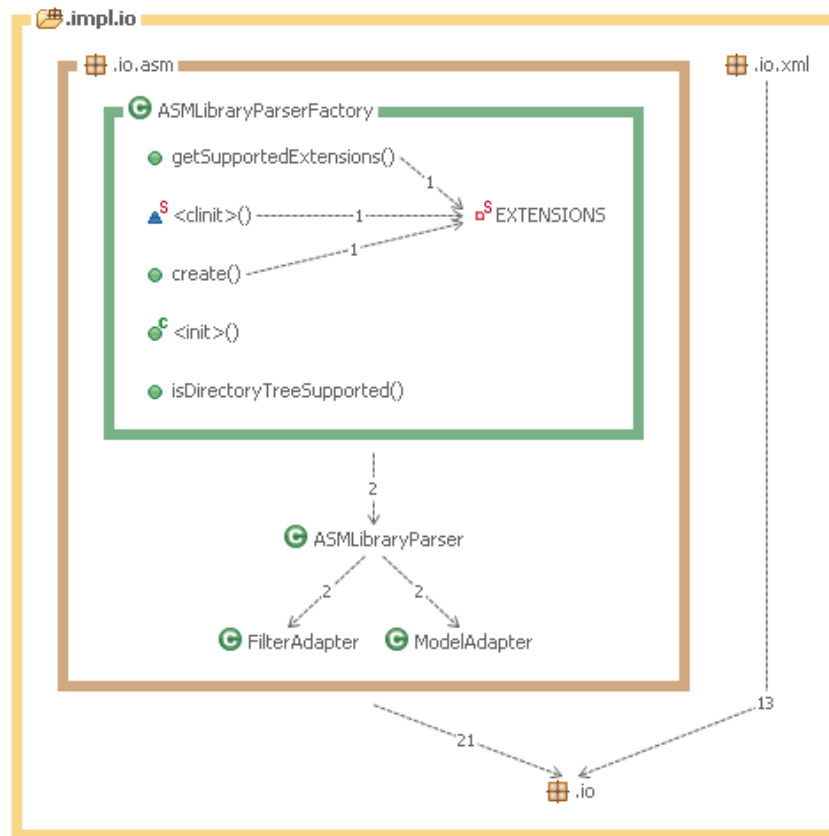 .impl.io
.io.asm
.io.xml
C ASMLibraryParserFactory
getSupportedExtensions()
1
S <clinit>()
1
S EXTENSIONS
1
create()
C <init>()
isDirectoryTreeSupported()
2
C ASMLibraryParser
2
2
C FilterAdapter
C ModelAdapter
13
21
.io